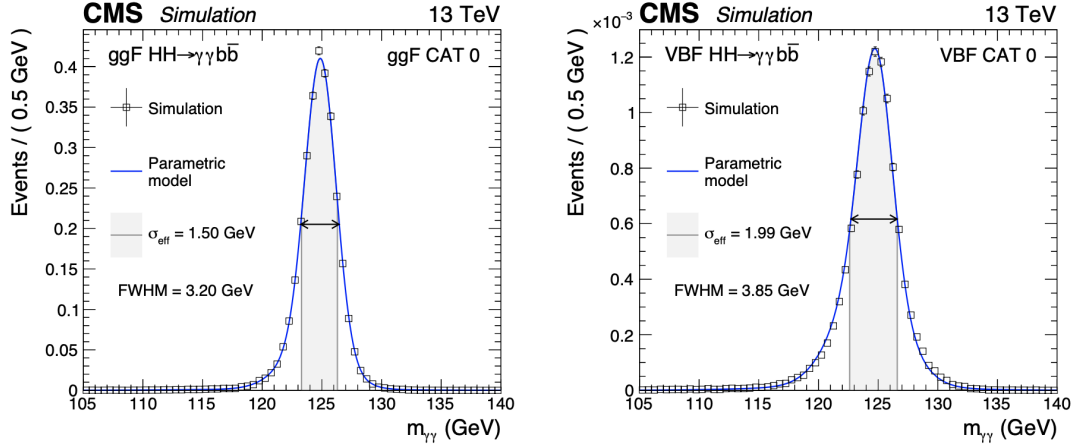 CMS Simulation 13 TeV
ggF HH→γγbb̅ ggF CAT 0
Simulation
Parametric
model
σeff = 1.50 GeV
FWHM = 3.20 GeV
Events / ( 0.5 GeV )
0.4
0.35
0.3
0.25
0.2
0.15
0.1
0.05
0
105 110 115 120 125 130 135 140
mγγ (GeV)
CMS Simulation 13 TeV
×10⁻³
VBF HH→γγbb̅ VBF CAT 0
Simulation
Parametric
model
σeff = 1.99 GeV
FWHM = 3.85 GeV
Events / ( 0.5 GeV )
1.2
1
0.8
0.6
0.4
0.2
0
105 110 115 120 125 130 135 140
mγγ (GeV)